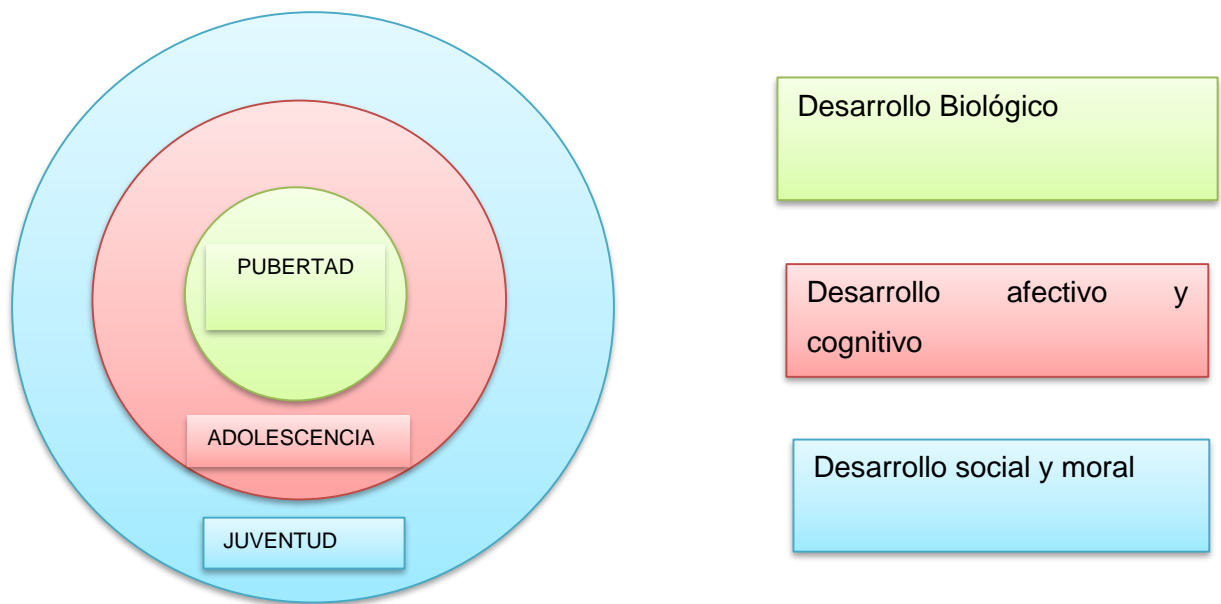 PUBERTAD
ADOLESCENCIA
JUVENTUD
Desarrollo Biológico
Desarrollo afectivo y
cognitivo
Desarrollo social y moral